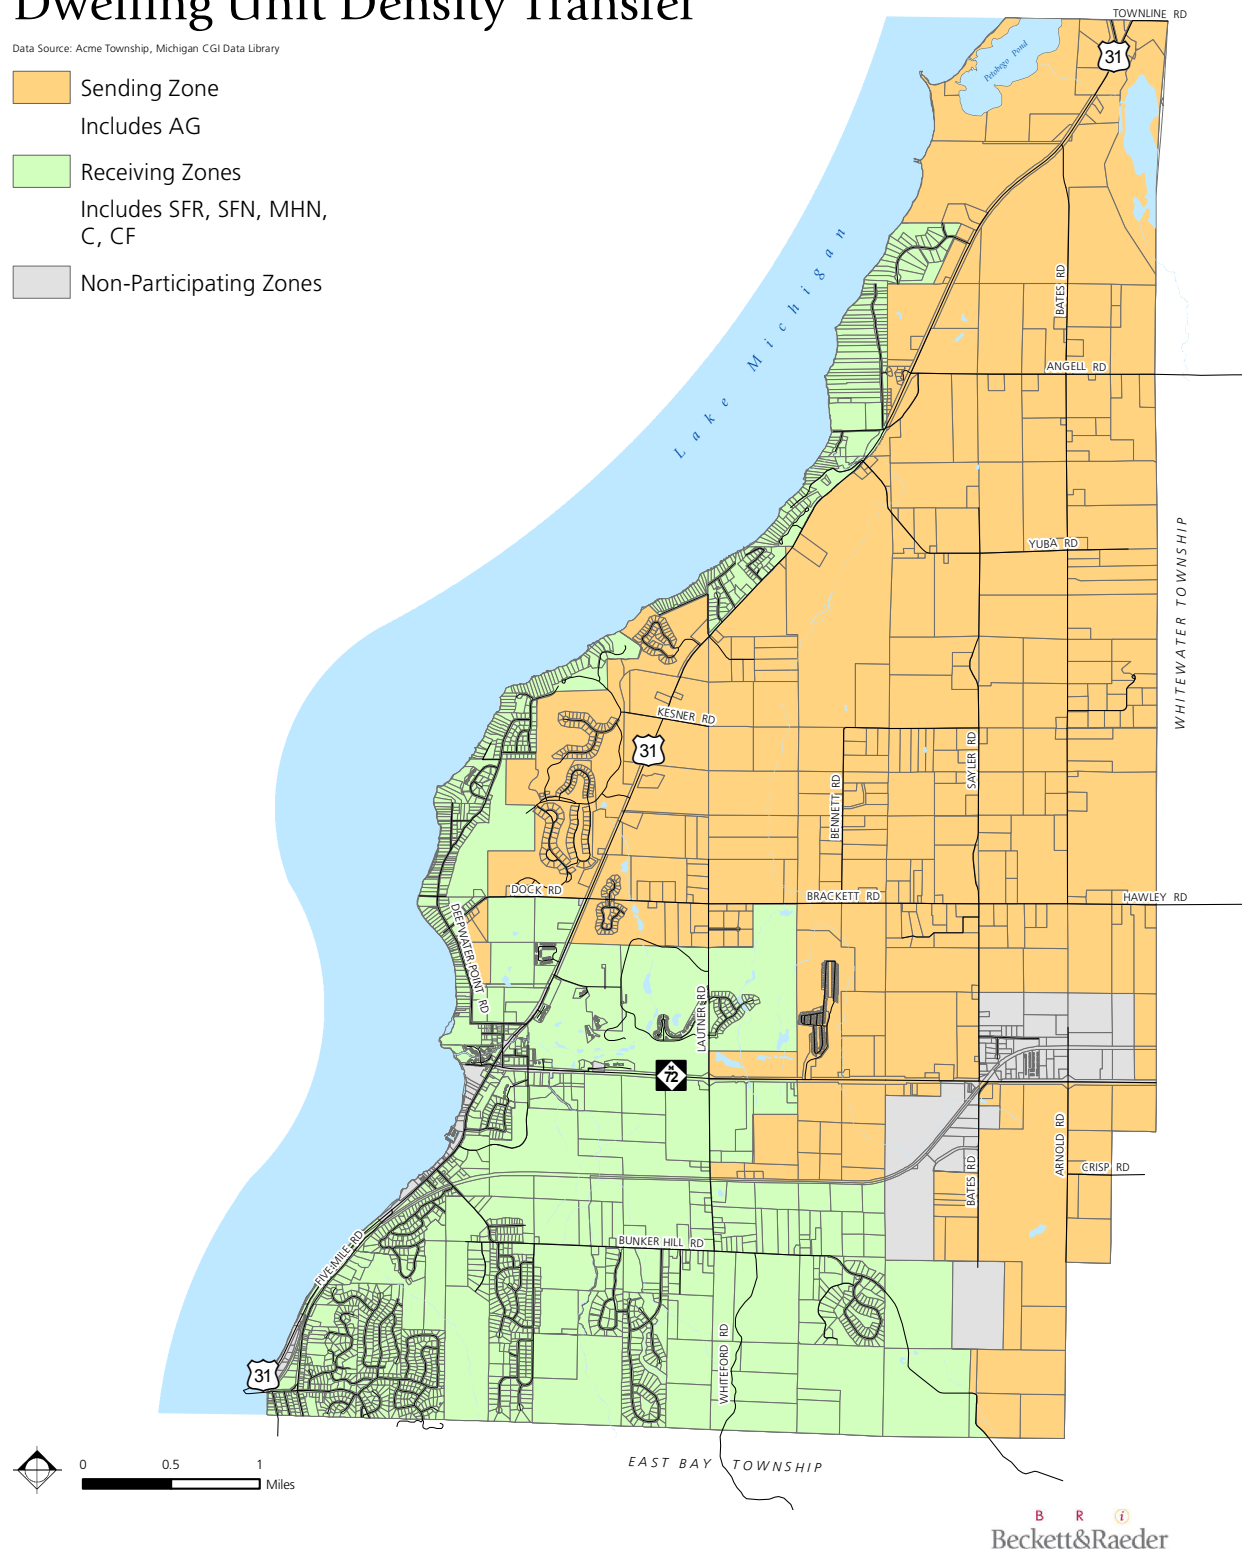 Dwelling Unit Density Transfer
Data Source: Acme Township, Michigan CGI Data Library
Sending Zone
Includes AG
Receiving Zones
Includes SFR, SFN, MHN,
C, CF
Non-Participating Zones
TOWNLINE RD
31
Petobego Pond
Lake Michigan
BATES RD
ANGELL RD
YUBA RD
WHITEWATER TOWNSHIP
KESNER RD
31
SAYLER RD
BENNETT RD
DOCK RD
BRACKETT RD
HAWLEY RD
DEEPWATER POINT RD
LAUTNER RD
M
72
ARNOLD RD
BATES RD
CRISP RD
FIVE MILE RD
BUNKER HILL RD
WHITEFORD RD
31
EAST BAY TOWNSHIP
0 0.5 1
Miles
B R i
Beckett&Raeder